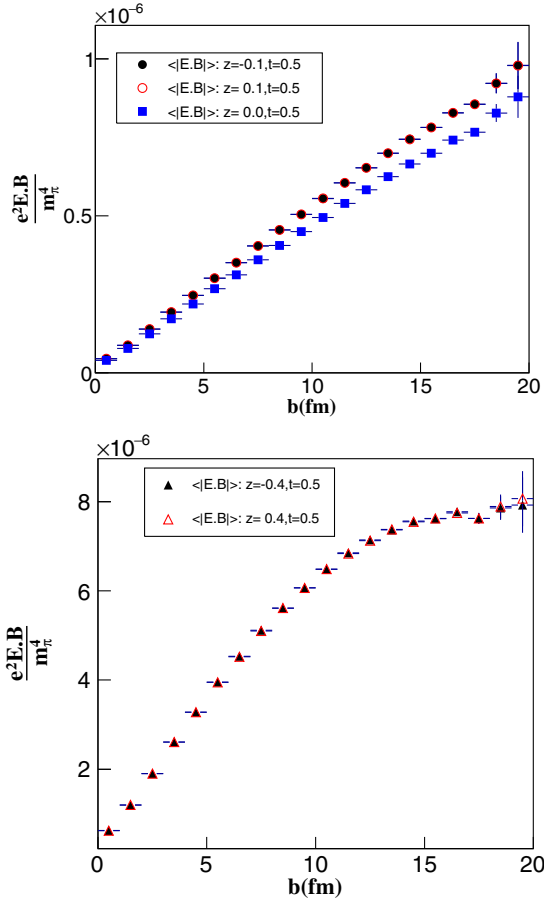 ×10⁻⁶
1
0.5
0
e²E.B
m⁴π
<|E.B|>: z=-0.1,t=0.5
<|E.B|>: z= 0.1,t=0.5
<|E.B|>: z= 0.0,t=0.5
0 5 10 15 20
b(fm)
×10⁻⁶
8
6
4
2
e²E.B
m⁴π
<|E.B|>: z=-0.4,t=0.5
<|E.B|>: z= 0.4,t=0.5
0 5 10 15 20
b(fm)